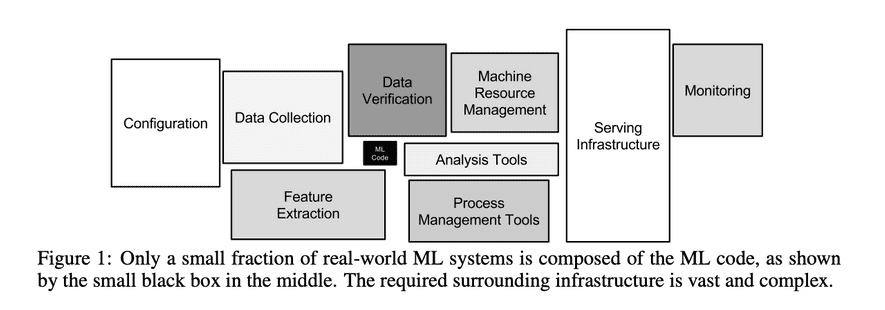 Configuration
Data Collection
Data
Verification
Machine
Resource
Management
Monitoring
Serving
Infrastructure
ML
Code
Analysis Tools
Feature
Extraction
Process
Management Tools
Figure 1: Only a small fraction of real-world ML systems is composed of the ML code, as shown
by the small black box in the middle. The required surrounding infrastructure is vast and complex.